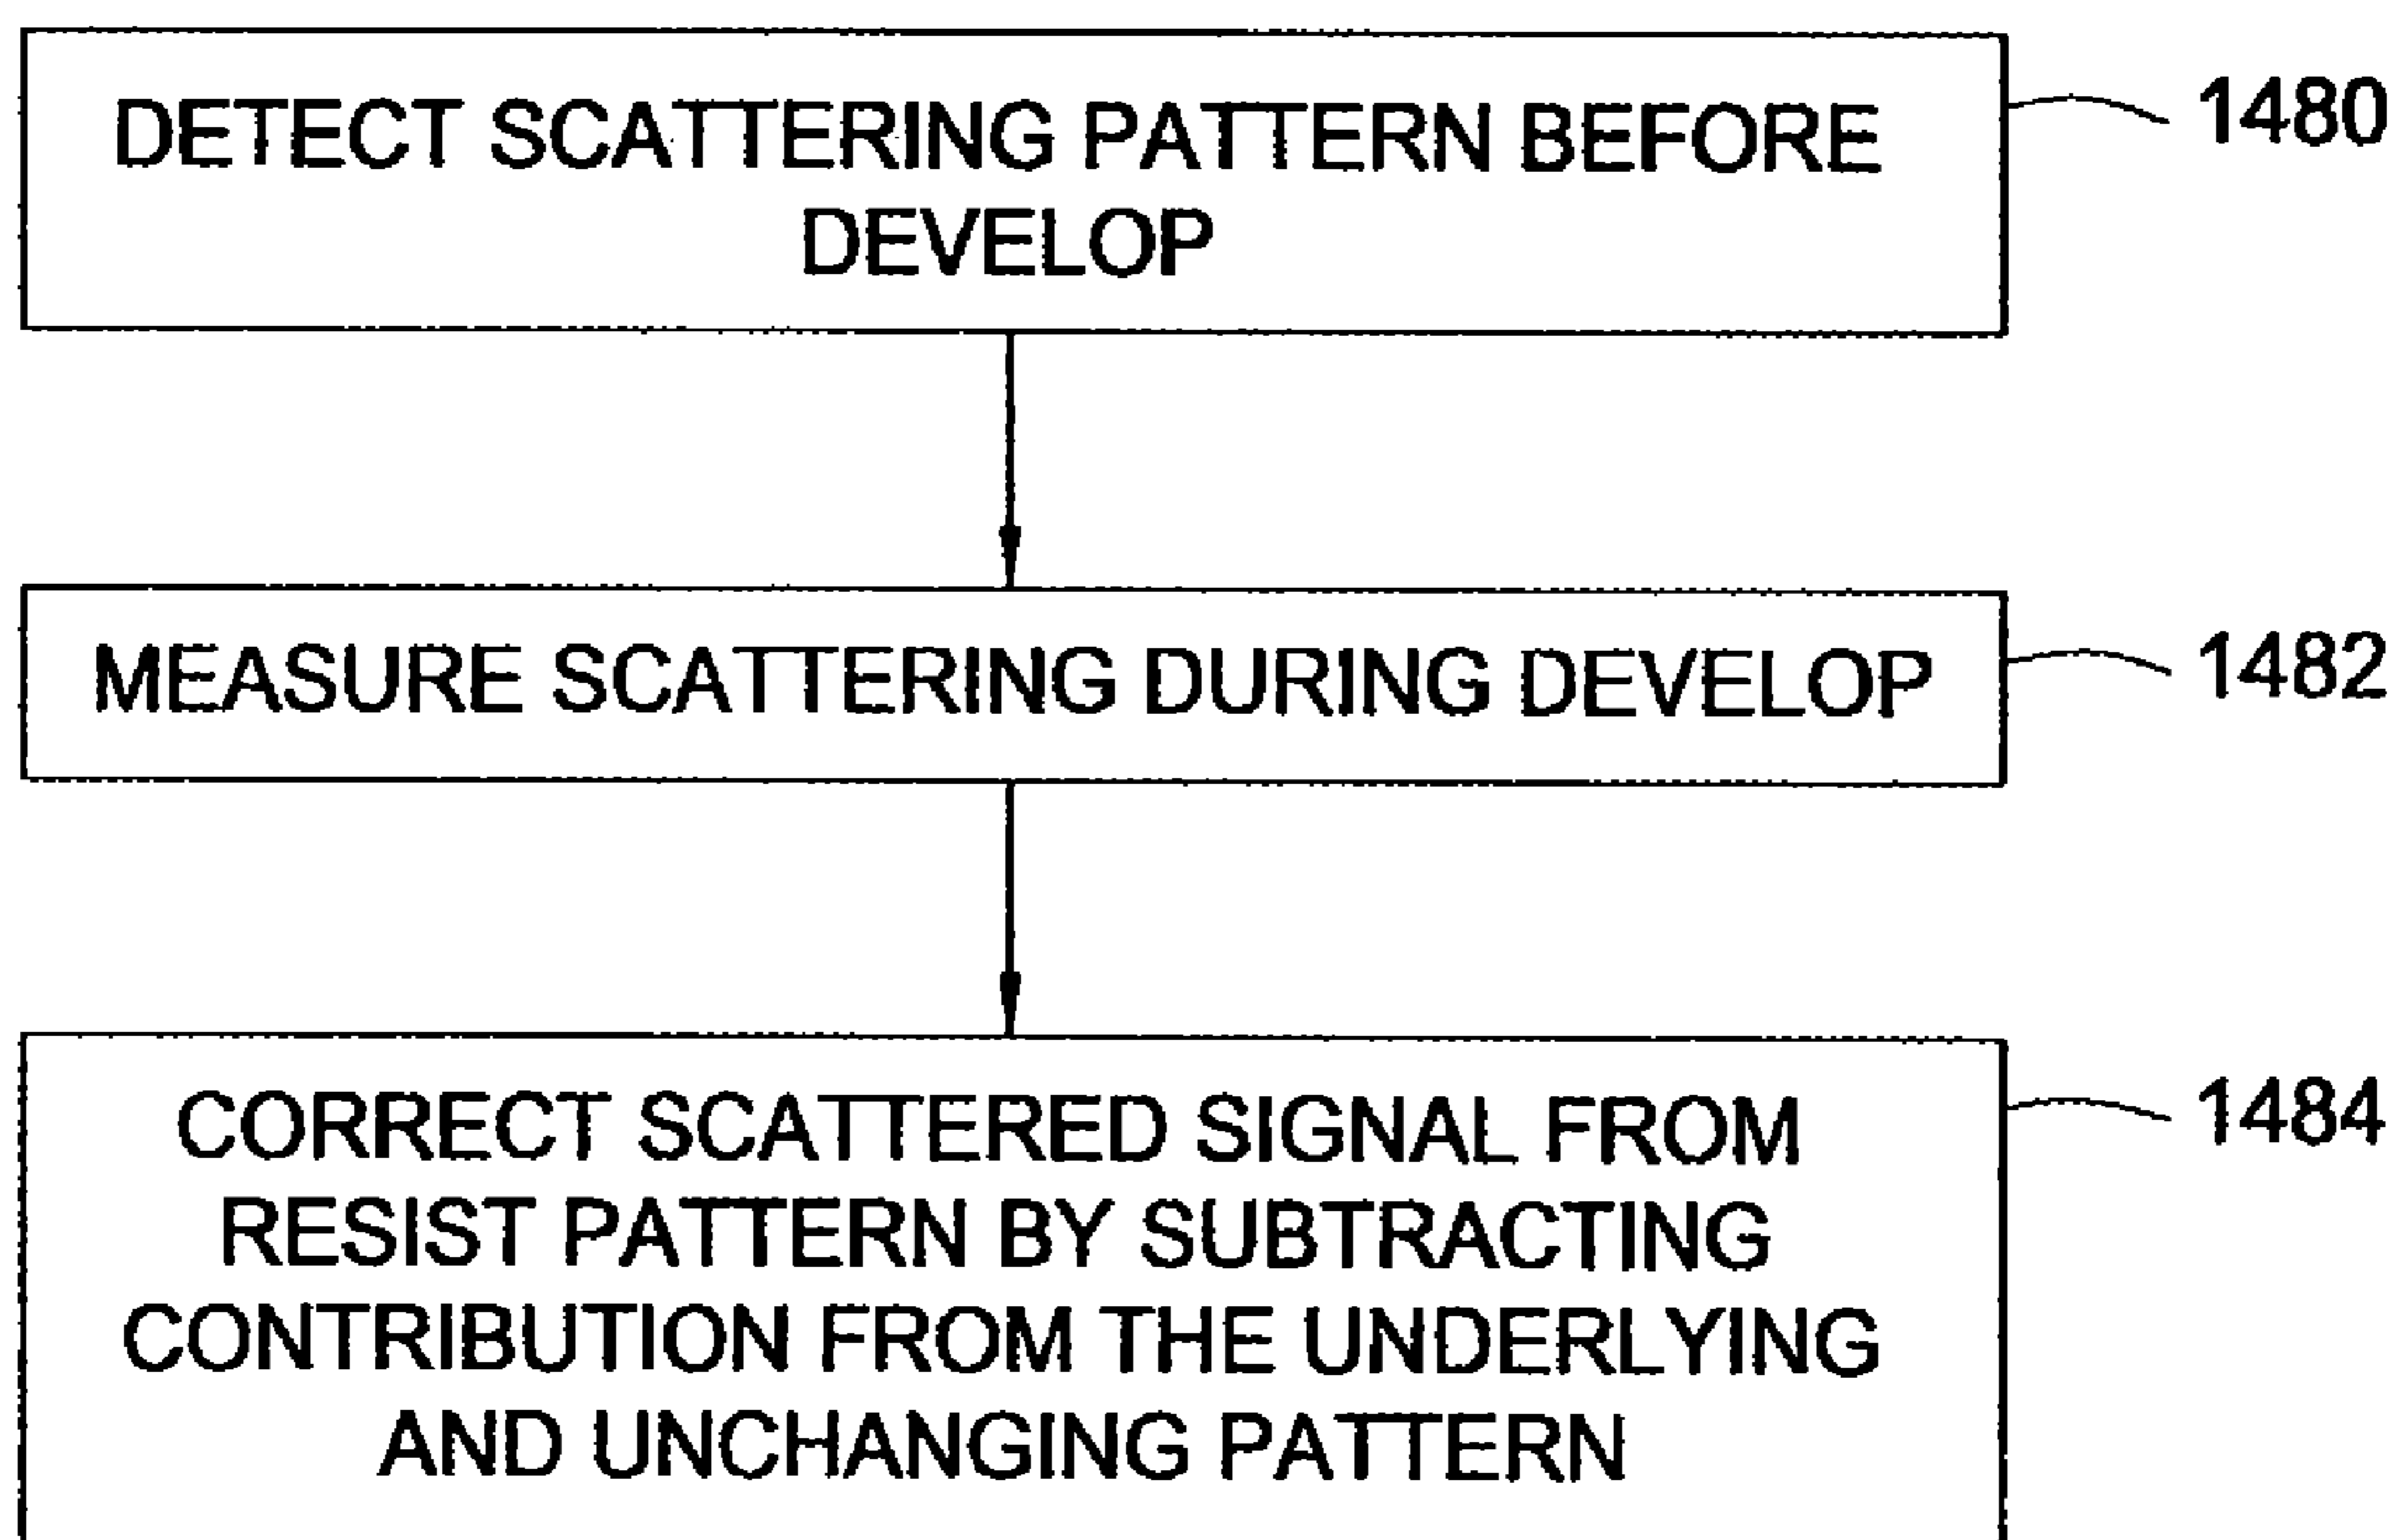 DETECT SCATTERING PATTERN BEFORE
DEVELOP
1480
MEASURE SCATTERING DURING DEVELOP
1482
CORRECT SCATTERED SIGNAL FROM
RESIST PATTERN BY SUBTRACTING
CONTRIBUTION FROM THE UNDERLYING
AND UNCHANGING PATTERN
1484